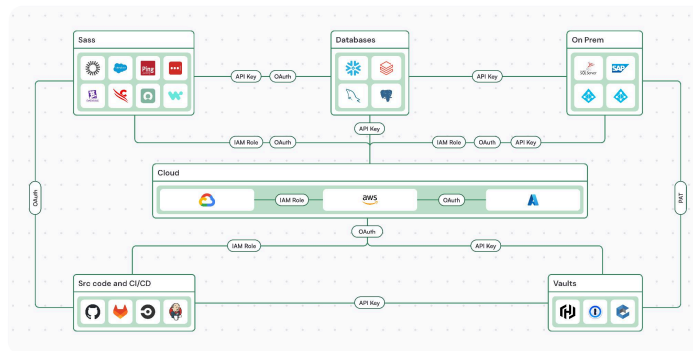 Sass
Databases
On Prem
Ping
SQL Server
SAP
API Key
OAuth
API Key
API Key
IAM Role
OAuth
IAM Role
OAuth
API Key
Cloud
IAM Role
aws
OAuth
OAuth
PAT
OAuth
IAM Role
API Key
Src code and CI/CD
Vaults
API Key